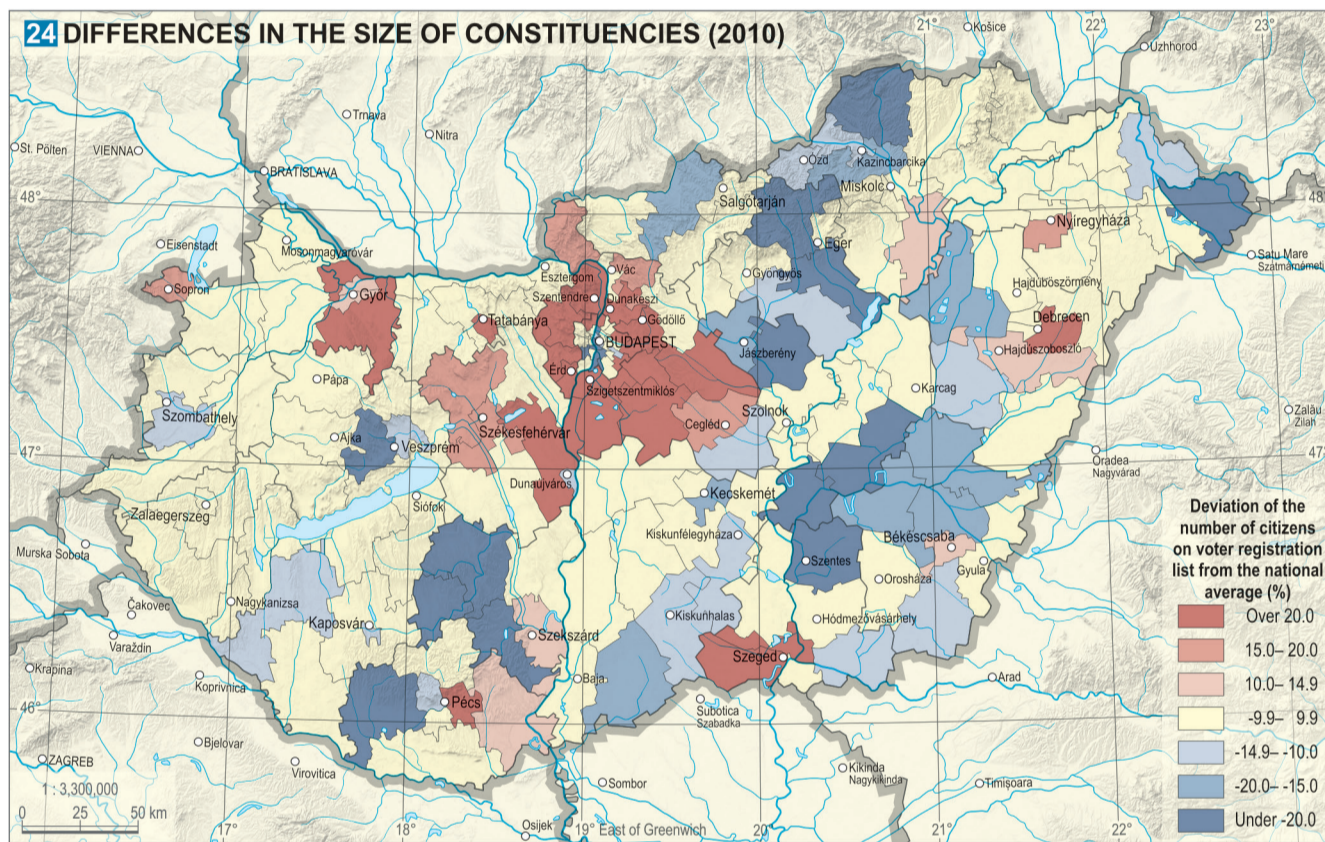 24 DIFFERENCES IN THE SIZE OF CONSTITUENCIES (2010)
21°
Košice
22°
Uzhhorod
23°
Trnava
Nitra
St. Pölten
VIENNA
BRATISLAVA
Ózd
Kazincbarcika
Miskolc
Salgótarján
48°
48°
Nyíregyháza
Eisenstadt
Mosonmagyaróvár
Eger
Satu Mare
Szatmárnémeti
Esztergom
Vác
Gyöngyös
Sopron
Győr
Szentendre
Dunakeszi
Hajdúböszörmény
Tatabánya
Gödöllő
Debrecen
BUDAPEST
Jászberény
Hajdúszoboszló
Érd
Pápa
Szigetszentmiklós
Karcag
Szombathely
Szolnok
Zalău
Zilah
Cegléd
Székesfehérvár
Ajka
Veszprém
47°
47°
Oradea
Nagyvárad
Dunaújváros
Siófok
Kecskemét
Zalaegerszeg
Kiskunfélegyháza
Békéscsaba
Murska Sobota
Szentes
Gyula
Orosháza
Nagykanizsa
Čakovec
Kaposvár
Kiskunhalas
Hódmezővásárhely
Varaždin
Szekszárd
Szeged
Krapina
Koprivnica
Baja
Arad
46°
Pécs
46°
Subotica
Szabadka
Bjelovar
ZAGREB
Virovitica
Kikinda
Nagykikinda
Sombor
Timişoara
1 : 3,300,000
0 25 50 km
17°
18°
Osijek
19° East of Greenwich
20°
21°
22°
Deviation of the
number of citizens
on voter registration
list from the national
average (%)
Over 20.0
15.0– 20.0
10.0– 14.9
-9.9– 9.9
-14.9– -10.0
-20.0– -15.0
Under -20.0